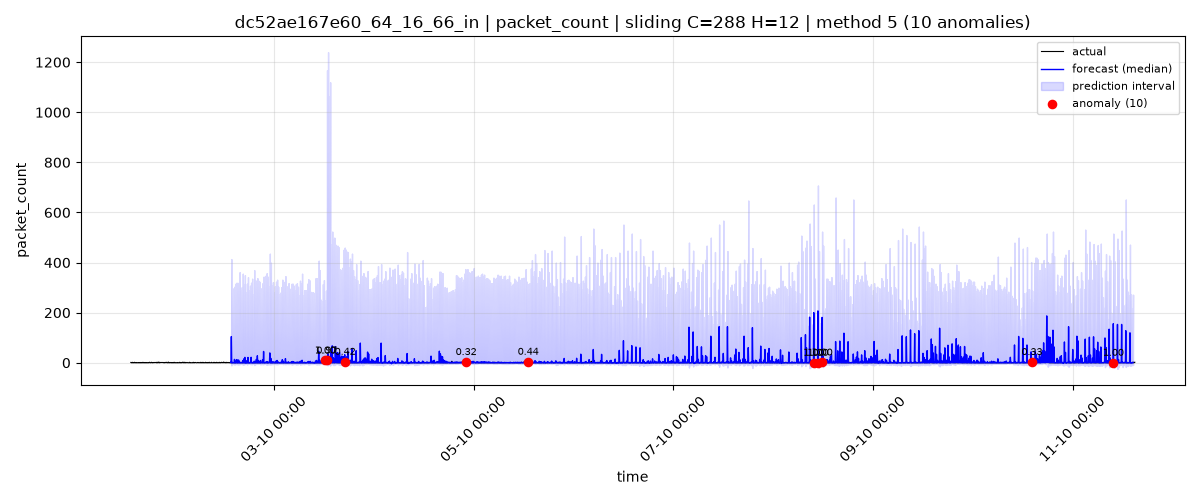 dc52ae167e60_64_16_66_in | packet_count | sliding C=288 H=12 | method 5 (10 anomalies)
actual
forecast (median)
prediction interval
anomaly (10)
packet_count
1200
1000
800
600
400
200
0
0.32
0.44
0.33
03-10 00:00
05-10 00:00
07-10 00:00
09-10 00:00
11-10 00:00
time